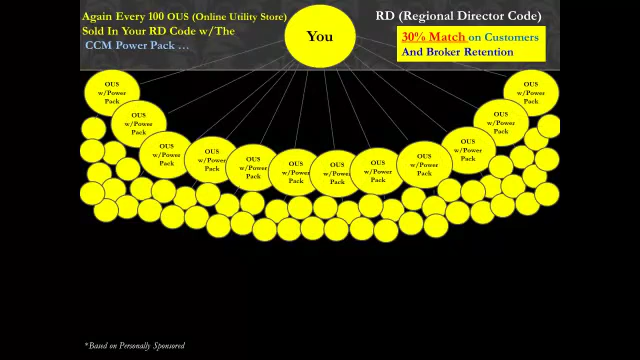 Again Every 100 OUS (Online Utility Store)
Sold In Your RD Code w/The
CCM Power Pack …
You
RD (Regional Director Code)
30% Match on Customers
And Broker Retention
OUS
w/Power
Pack
OUS
w/Power
Pack
OUS
w/Power
Pack
OUS
w/Power
Pack
OUS
w/Power
Pack
OUS
w/Power
Pack
OUS
w/Power
Pack
OUS
w/Power
Pack
OUS
w/Power
Pack
OUS
w/Power
Pack
OUS
w/Power
Pack
OUS
w/Power
Pack
*Based on Personally Sponsored